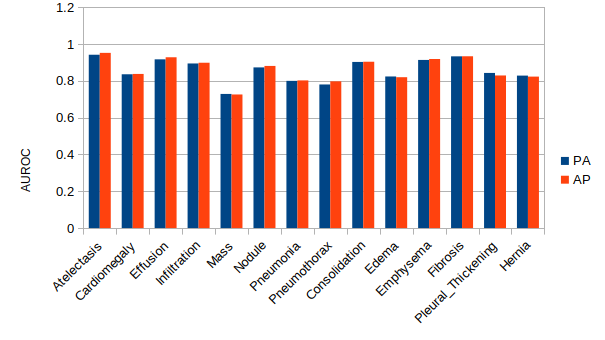 1.2
1
0.8
0.6
0.4
0.2
0
AUROC
Atelectasis
Cardiomegaly
Effusion
Infiltration
Mass
Nodule
Pneumonia
Pneumothorax
Consolidation
Edema
Emphysema
Fibrosis
Pleural_Thickening
Hernia
PA
AP